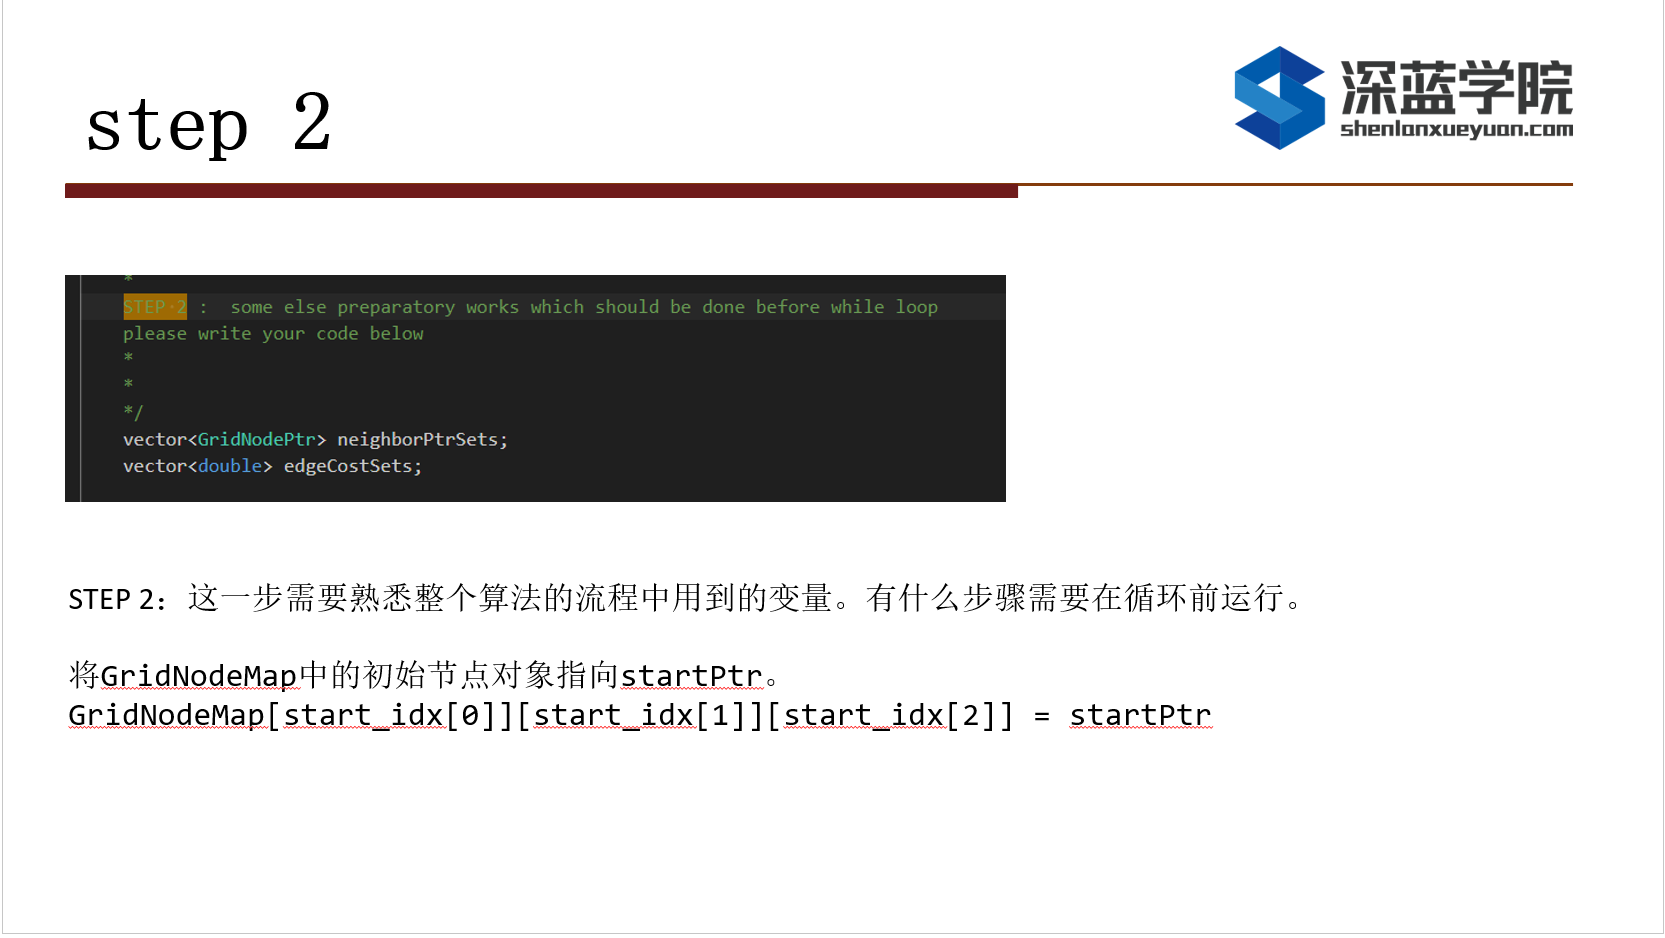 step 2
深蓝学院
shenlanxueyuan.com
*
STEP 2 :  some else preparatory works which should be done before while loop
please write your code below
*
*
*/
vector<GridNodePtr> neighborPtrSets;
vector<double> edgeCostSets;
STEP 2：这一步需要熟悉整个算法的流程中用到的变量。有什么步骤需要在循环前运行。
将GridNodeMap中的初始节点对象指向startPtr。
GridNodeMap[start_idx[0]][start_idx[1]][start_idx[2]] = startPtr